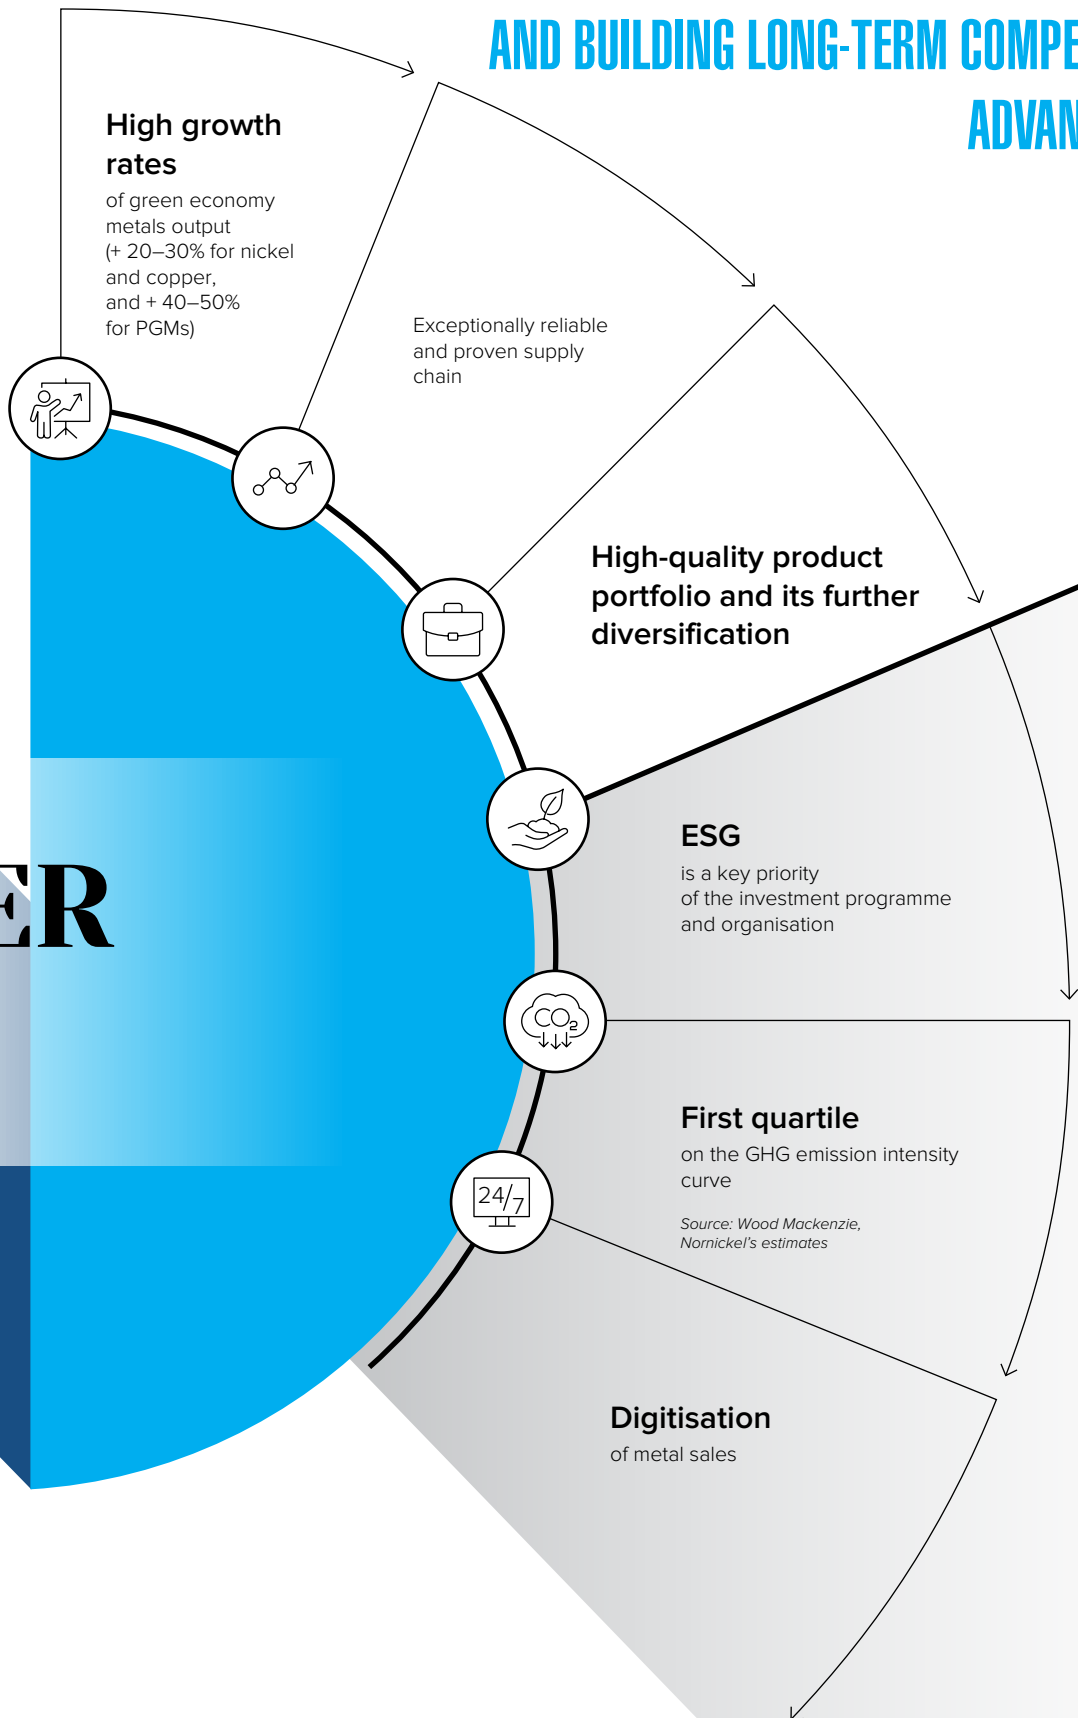 AND BUILDING LONG-TERM
High growth
rates
of green economy
metals output
(+ 20–30% for nickel
and copper,
and + 40–50%
for PGMs)
Exceptionally reliable
and proven supply
chain
High-quality product
portfolio and its further
diversification
ESG
is a key priority
of the investment programme
and organisation
CO₂
First quartile
on the GHG emission intensity
curve
Source: Wood Mackenzie,
Nornickel's estimates
24/7
Digitisation
of metal sales